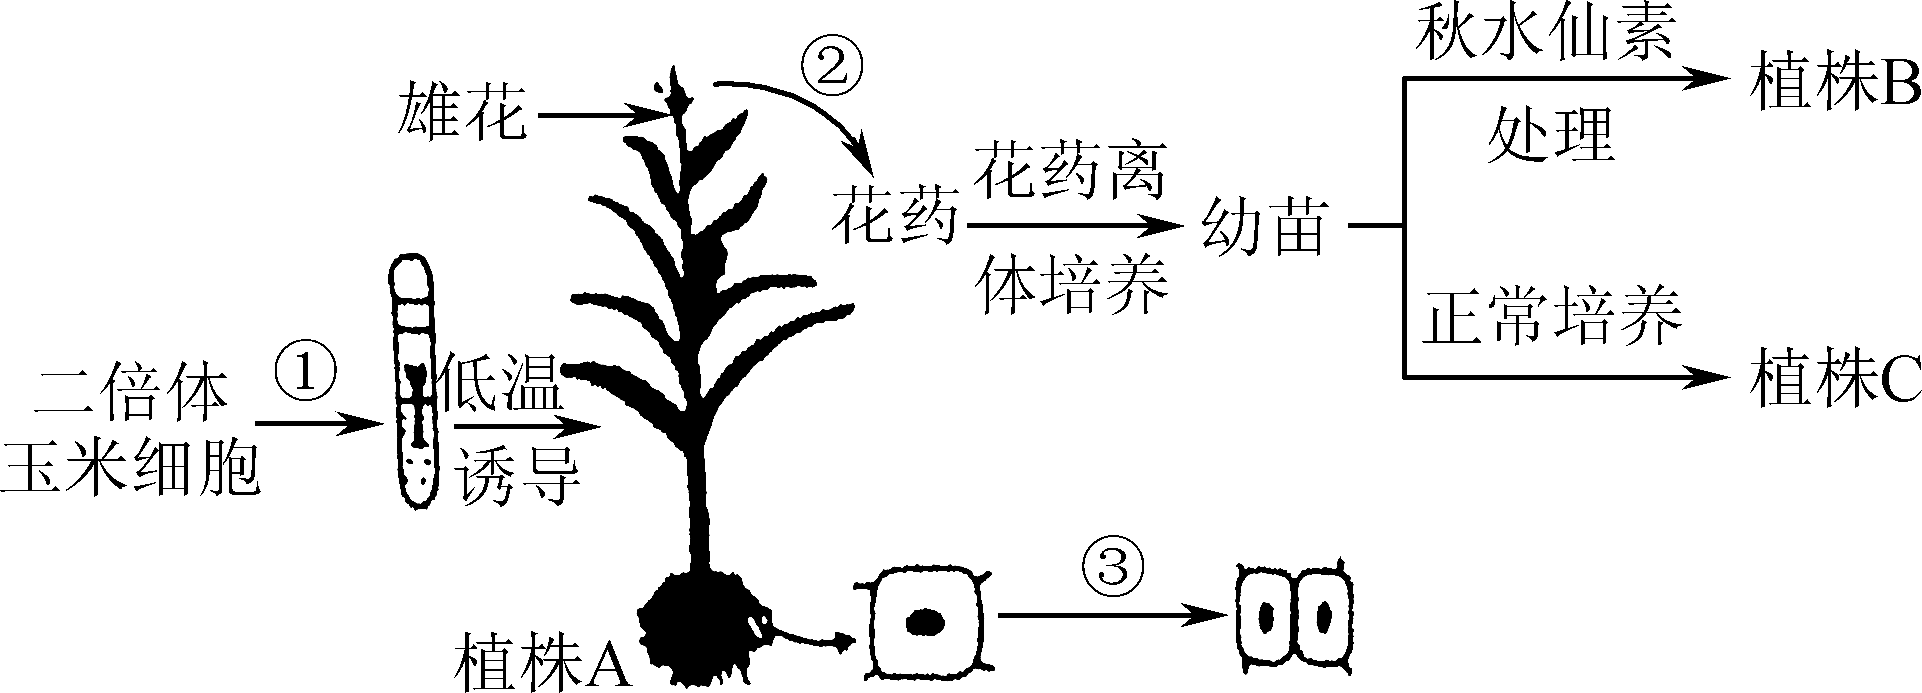 二倍体
玉米细胞
①
低温
诱导
雄花
②
花药
花药离
体培养
幼苗
秋水仙素
处理
植株B
正常培养
植株C
植株A
③